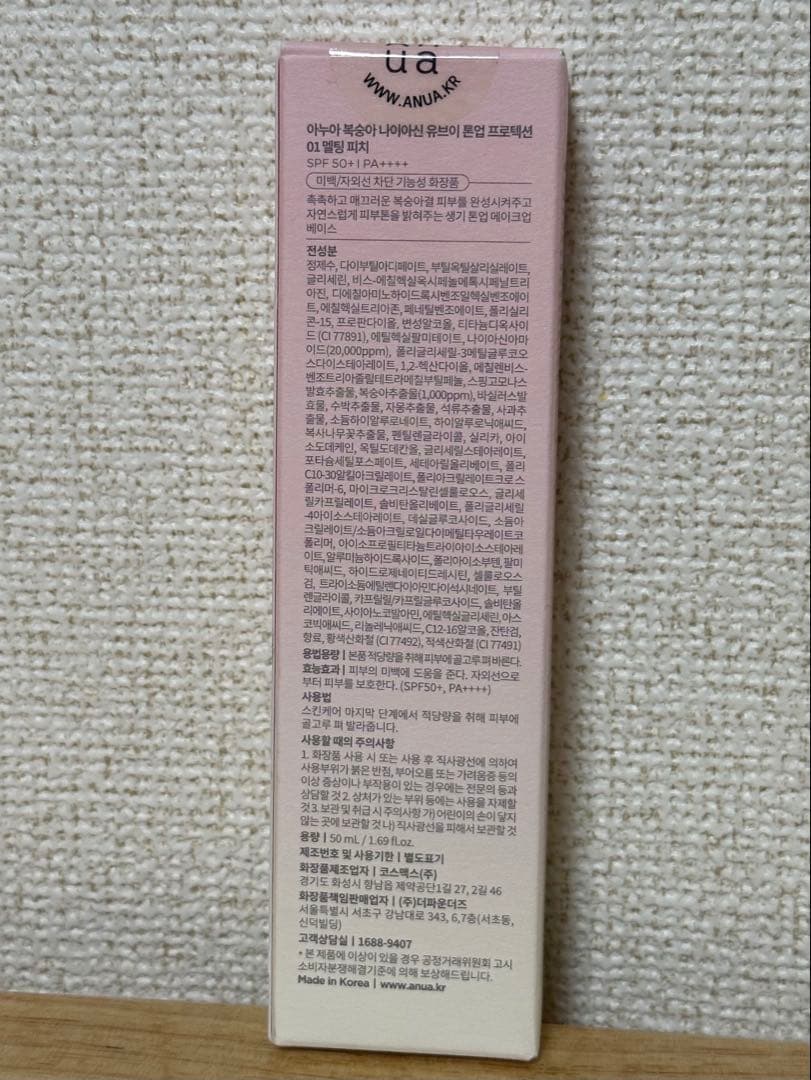 ua
WWW.ANUA.KR
아누아 복숭아 나이아신 유브이 톤업 프로텍션
01 멜팅 피치
SPF 50+ I PA++++
미백/자외선 차단 기능성 화장품
촉촉하고 매끄러운 복숭아결 피부를 완성시켜주고
자연스럽게 피부톤을 밝혀주는 생기 톤업 메이크업
베이스
전성분
정제수, 다이부틸아디페이트, 부틸옥틸살리실레이트,
글리세린, 비스-에칠헥실옥시페놀메톡시페닐트리
아진, 디에칠아미노하이드록시벤조일헥실벤조에이
트, 에칠헥실트리아존, 페네틸벤조에이트, 폴리실리
콘-15, 프로판다이올, 변성알코올, 티타늄디옥사이
드 (CI 77891), 에틸헥실팔미테이트, 나이아신아마
이드(20,000ppm), 폴리글리세릴-3메틸글루코오
스다이스테아레이트, 1,2-헥산다이올, 메칠렌비스-
벤조트리아졸릴테트라메칠부틸페놀, 스핑고모나스
발효추출물, 복숭아추출물(1,000ppm), 바실러스발
효물, 수박추출물, 자몽추출물, 석류추출물, 사과추
출물, 소듐하이알루로네이트, 하이알루로닉애씨드,
복사나무꽃추출물, 펜틸렌글라이콜, 실리카, 아이
소도데케인, 옥틸도데칸올, 글리세릴스테아레이트,
포타슘세틸포스페이트, 세테아릴올리베이트, 폴리
C10-30알킬아크릴레이트, 폴리아크릴레이트크로스
폴리머-6, 마이크로크리스탈린셀룰로오스, 글리세
릴카프릴레이트, 솔비탄올리베이트, 폴리글리세릴
-4아이소스테아레이트, 데실글루코사이드, 소듐아
크릴레이트/소듐아크릴로일다이메틸타우레이트코
폴리머, 아이소프로필티타늄트라이아이소스테아레
이트, 알루미늄하이드록사이드, 폴리아이소부텐, 팔미
틱애씨드, 하이드로제네이티드레시틴, 셀룰로오스
검, 트라이소듐에틸렌다이아민다이석시네이트, 부틸
렌글라이콜, 카프릴릴/카프릴글루코사이드, 솔비탄올
리에이트, 사이아노코발아민, 에틸헥실글리세린, 아스
코빅애씨드, 리놀레닉애씨드, C12-16알코올, 잔탄검,
향료, 황색산화철 (CI 77492), 적색산화철 (CI 77491)
용법용량 | 본품 적당량을 취해 피부에 골고루 펴 바른다.
효능효과 | 피부의 미백에 도움을 준다. 자외선으로
부터 피부를 보호한다. (SPF50+, PA++++)
사용법
스킨케어 마지막 단계에서 적당량을 취해 피부에
골고루 펴 발라줍니다.
사용할 때의 주의사항
1. 화장품 사용 시 또는 사용 후 직사광선에 의하여
사용부위가 붉은 반점, 부어오름 또는 가려움증 등의
이상 증상이나 부작용이 있는 경우에는 전문의 등과
상담할 것 2. 상처가 있는 부위 등에는 사용을 자제할
것 3. 보관 및 취급 시 주의사항 가) 어린이의 손이 닿지
않는 곳에 보관할 것 나) 직사광선을 피해서 보관할 것
용량 | 50 mL / 1.69 fl.oz.
제조번호 및 사용기한 | 별도표기
화장품제조업자 | 코스맥스(주)
경기도 화성시 향남읍 제약공단1길 27, 2길 46
화장품책임판매업자 | (주)더파운더즈
서울특별시 서초구 강남대로 343, 6,7층(서초동,
신덕빌딩)
고객상담실 | 1688-9407
* 본 제품에 이상이 있을 경우 공정거래위원회 고시
소비자분쟁해결기준에 의해 보상해드립니다.
Made in Korea | www.anua.kr